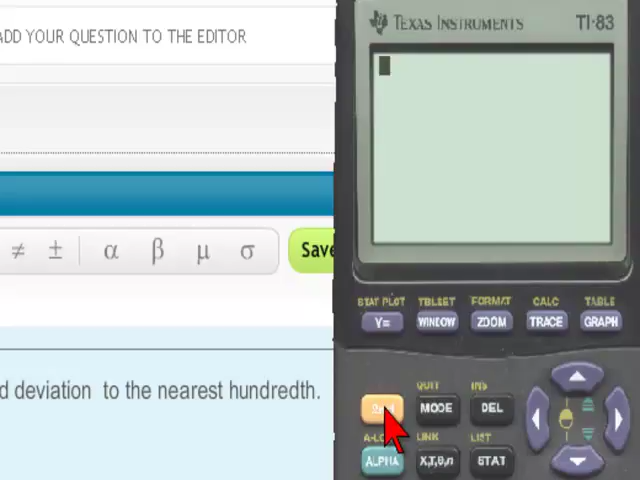 ADD YOUR QUESTION TO THE EDITOR
TEXAS INSTRUMENTS TI-83
≠ ± α β μ σ Save
STAT PLOT TBLSET FORMAT CALC TABLE
Y= WINDOW ZOOM TRACE GRAPH
d deviation to the nearest hundredth.
QUIT INS
MODE DEL
LINK LIST
ALPHA X,T,θ,n STAT